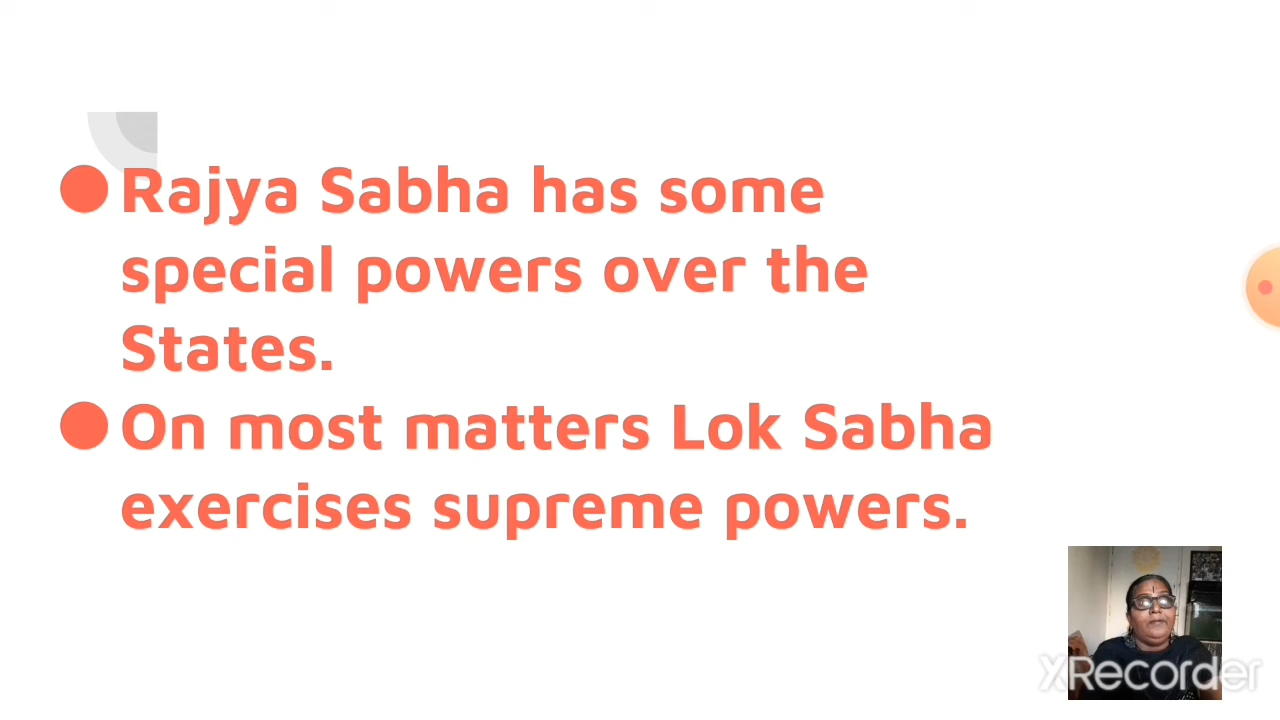 ● Rajya Sabha has some
special powers over the
States.
● On most matters Lok Sabha
exercises supreme powers.
XRecorder